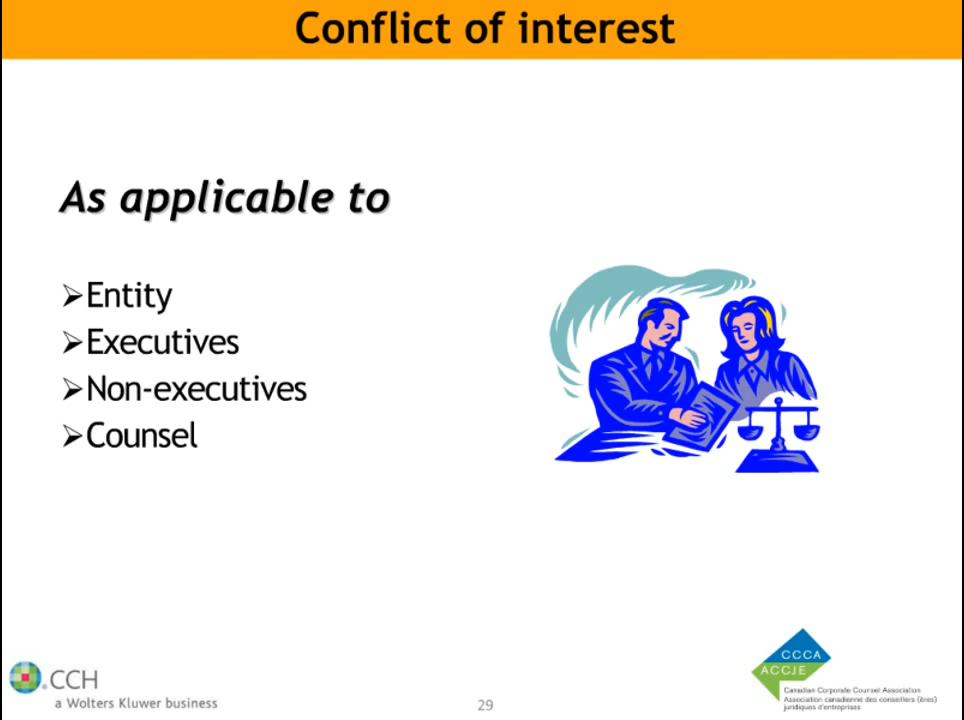 Conflict of interest
As applicable to
➢Entity
➢Executives
➢Non-executives
➢Counsel
CCH
a Wolters Kluwer business
29
CCCA
ACCJE
Canadian Corporate Counsel Association
Association canadienne des conseillers (ères)
juridiques d'entreprises